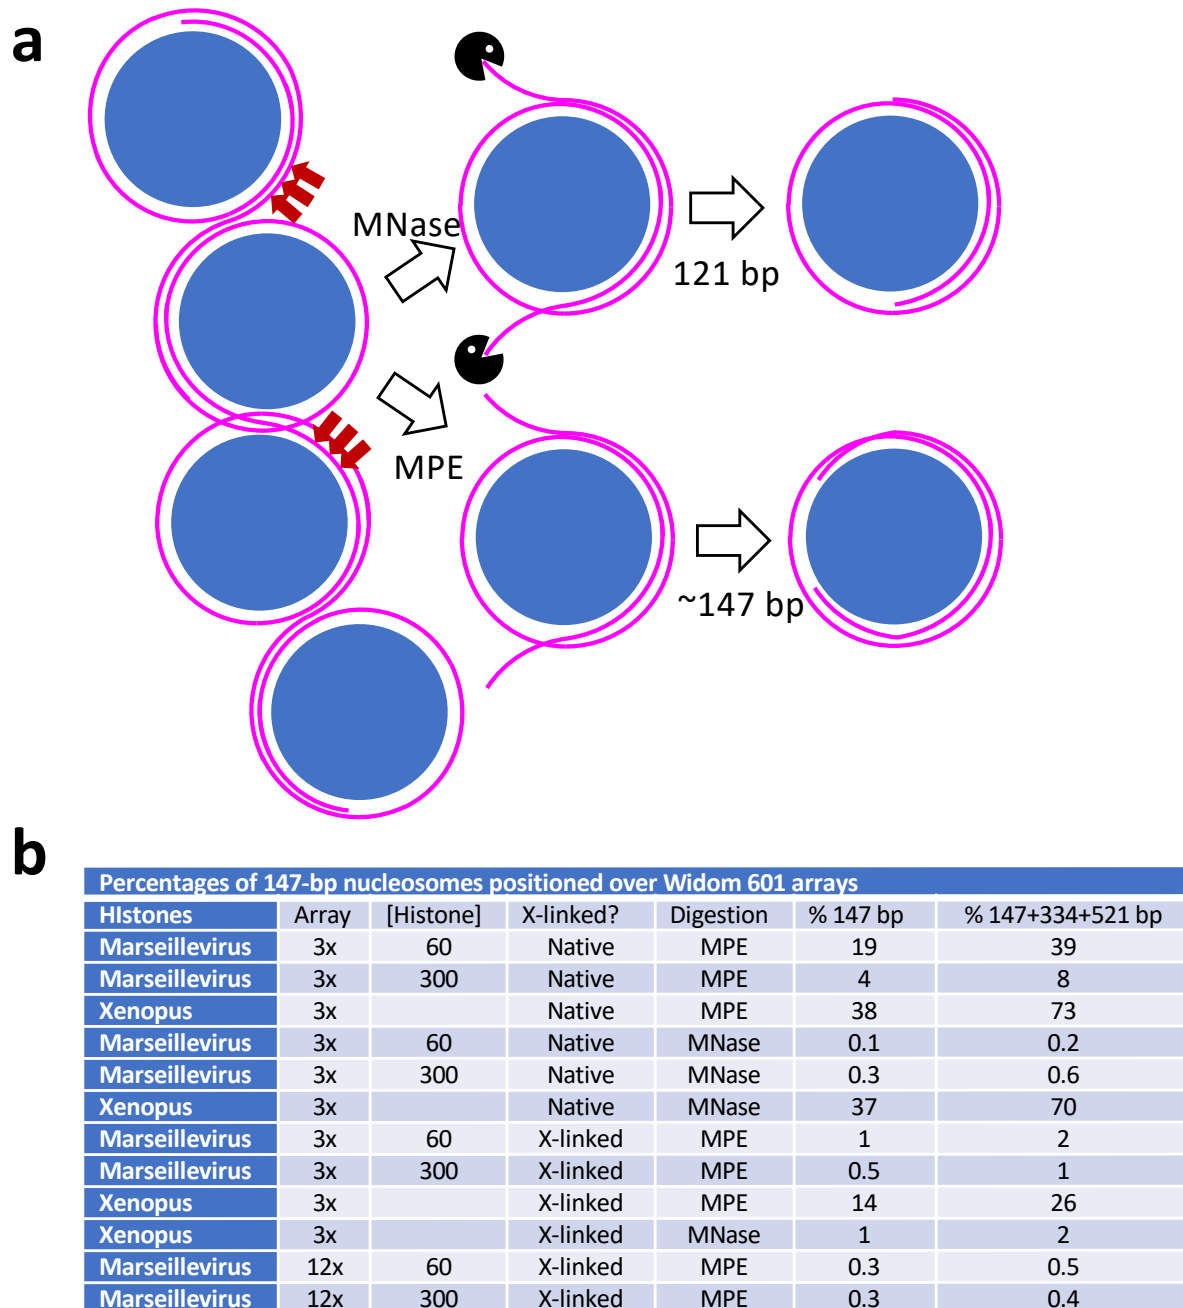 a
MNase
121 bp
MPE
~147 bp
b
Percentages of 147-bp nucleosomes positioned over Widom 601 arrays
HIstones Array [Histone] X-linked? Digestion % 147 bp % 147+334+521 bp
Marseillevirus 3x 60 Native MPE 19 39
Marseillevirus 3x 300 Native MPE 4 8
Xenopus 3x Native MPE 38 73
Marseillevirus 3x 60 Native MNase 0.1 0.2
Marseillevirus 3x 300 Native MNase 0.3 0.6
Xenopus 3x Native MNase 37 70
Marseillevirus 3x 60 X-linked MPE 1 2
Marseillevirus 3x 300 X-linked MPE 0.5 1
Xenopus 3x X-linked MPE 14 26
Xenopus 3x X-linked MNase 1 2
Marseillevirus 12x 60 X-linked MPE 0.3 0.5
Marseillevirus 12x 300 X-linked MPE 0.3 0.4